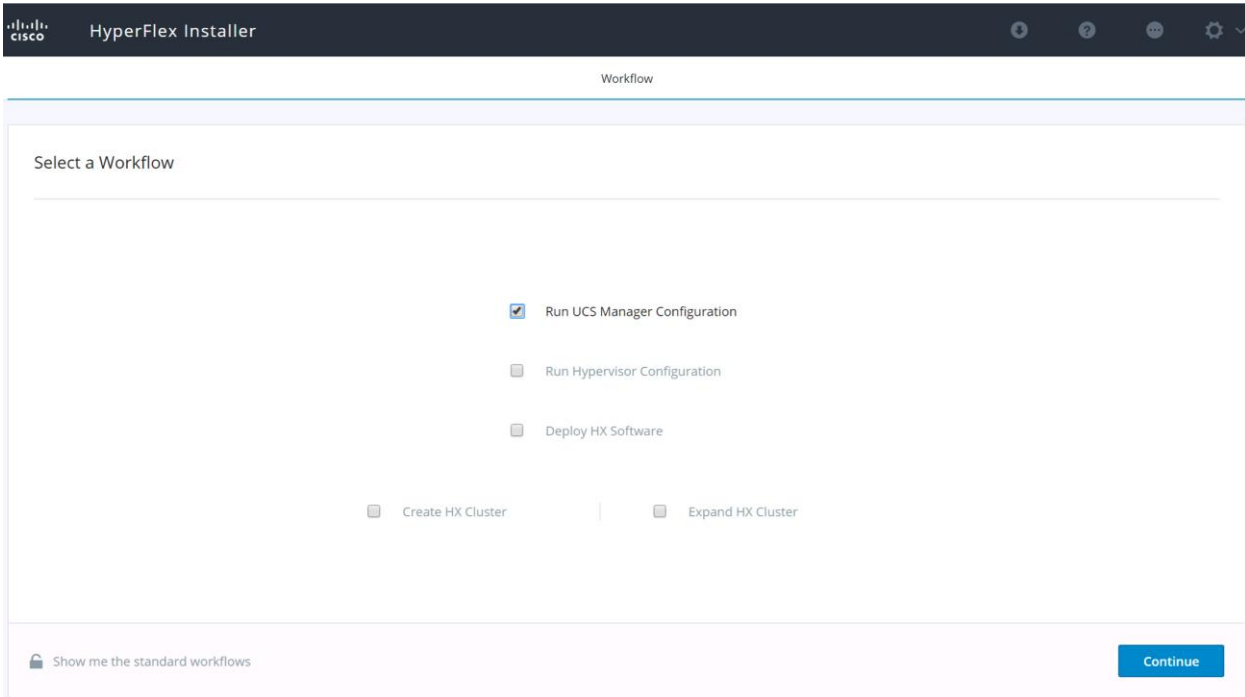 cisco HyperFlex Installer
Workflow
Select a Workflow
Run UCS Manager Configuration
Run Hypervisor Configuration
Deploy HX Software
Create HX Cluster Expand HX Cluster
Show me the standard workflows Continue